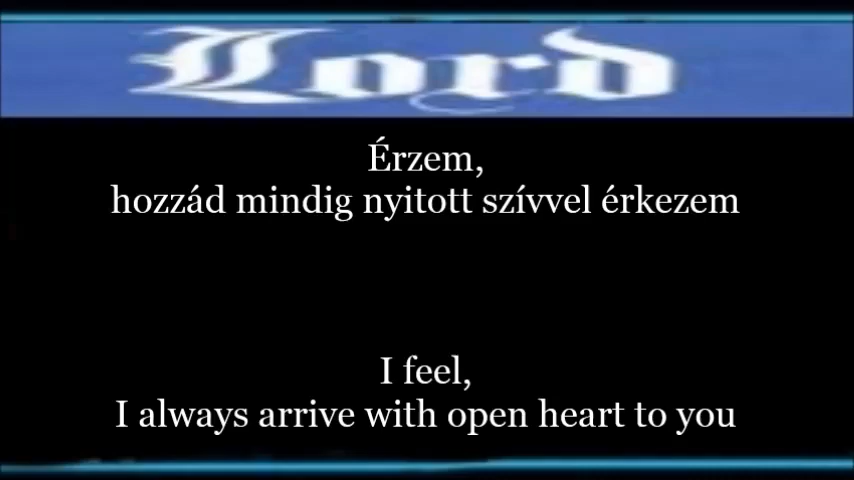 Lord
Érzem,
hozzád mindig nyitott szívvel érkezem
I feel,
I always arrive with open heart to you